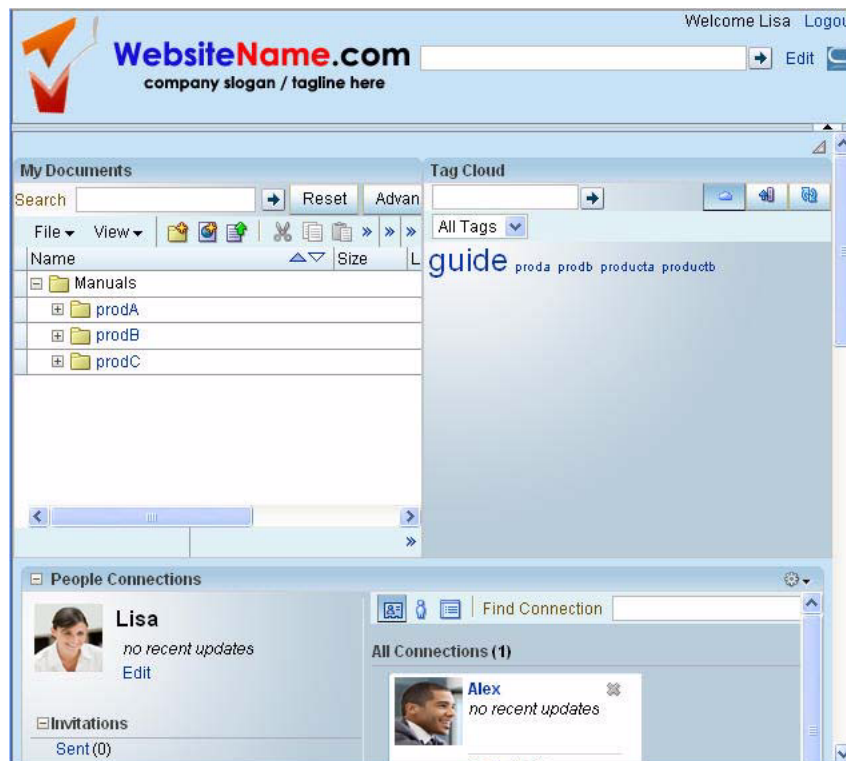 Welcome Lisa Logou
WebsiteName.com
company slogan / tagline here
Edit
My Documents
Search Reset Advan
File View
Name Size L
Manuals
prodA
prodB
prodC
Tag Cloud
All Tags
guide proda prodb producta productb
People Connections
Lisa
no recent updates
Edit
Invitations
Sent (0)
Find Connection
All Connections (1)
Alex
no recent updates